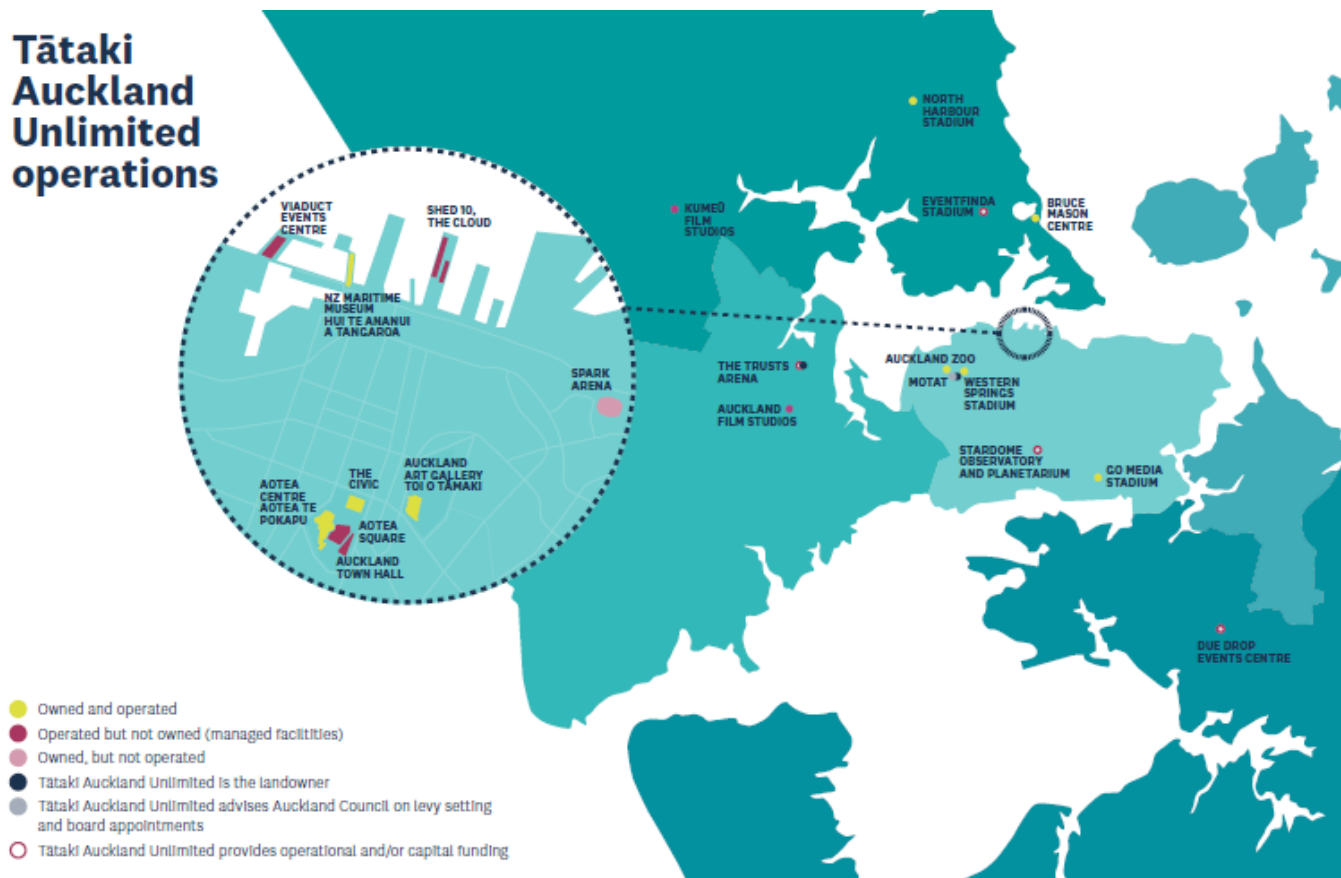 Tātaki
Auckland
Unlimited
operations
NORTH
HARBOUR
STADIUM
KUMEŪ
FILM
STUDIOS
EVENTFINDA
STADIUM
BRUCE
MASON
CENTRE
VIADUCT
EVENTS
CENTRE
SHED 10,
THE CLOUD
NZ MARITIME
MUSEUM
HUI TE ANANUI
A TANGAROA
SPARK
ARENA
THE TRUSTS
ARENA
AUCKLAND
FILM STUDIOS
AUCKLAND ZOO
MOTAT
WESTERN
SPRINGS
STADIUM
STARDOME
OBSERVATORY
AND PLANETARIUM
GO MEDIA
STADIUM
AOTEA
CENTRE
AOTEA TE
POKAPU
THE
CIVIC
AUCKLAND
ART GALLERY
TOI O TĀMAKI
AOTEA
SQUARE
AUCKLAND
TOWN HALL
DUE DROP
EVENTS CENTRE
Owned and operated
Operated but not owned (managed facilitities)
Owned, but not operated
Tātaki Auckland Unlimited is the landowner
Tātaki Auckland Unlimited advises Auckland Council on levy setting
and board appointments
Tātaki Auckland Unlimited provides operational and/or capital funding